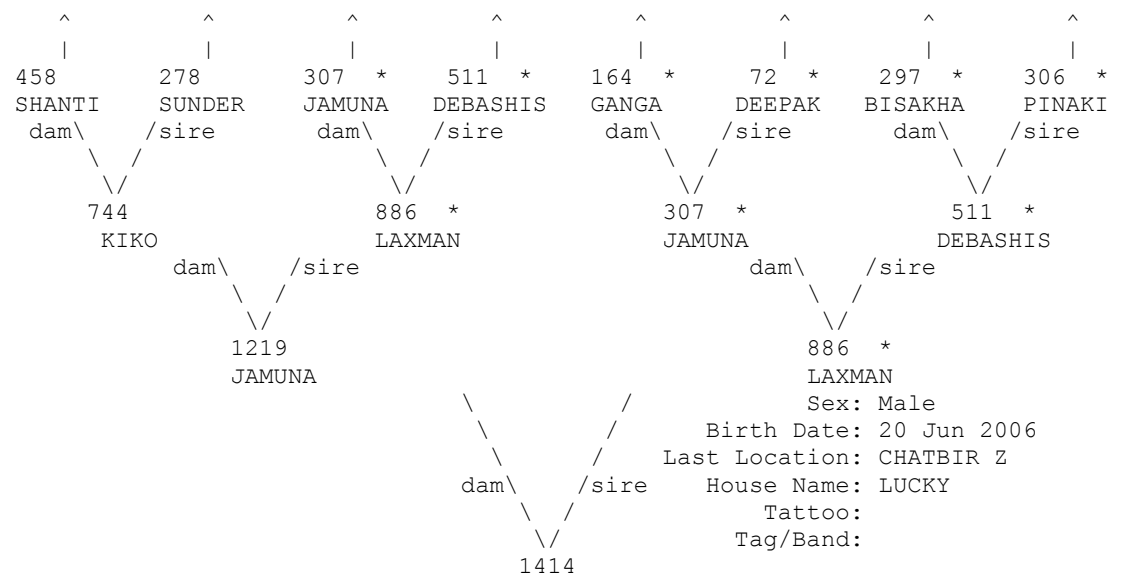 ^ ^ ^ ^ ^ ^ ^ ^
| | | | | | | |
458 278 307 * 511 * 164 * 72 * 297 * 306 *
SHANTI SUNDER JAMUNA DEBASHIS GANGA DEEPAK BISAKHA PINAKI
dam\ /sire dam\ /sire dam\ /sire dam\ /sire
\ / \ / \ / \ /
\/ \/ \/ \/
744 886 * 307 * 511 *
KIKO LAXMAN JAMUNA DEBASHIS
dam\ /sire dam\ /sire
\ / \ /
\/ \/
1219 886 *
JAMUNA LAXMAN
\ / Sex: Male
\ / Birth Date: 20 Jun 2006
\ / Last Location: CHATBIR Z
dam\ /sire House Name: LUCKY
\ / Tattoo:
\/ Tag/Band:
1414